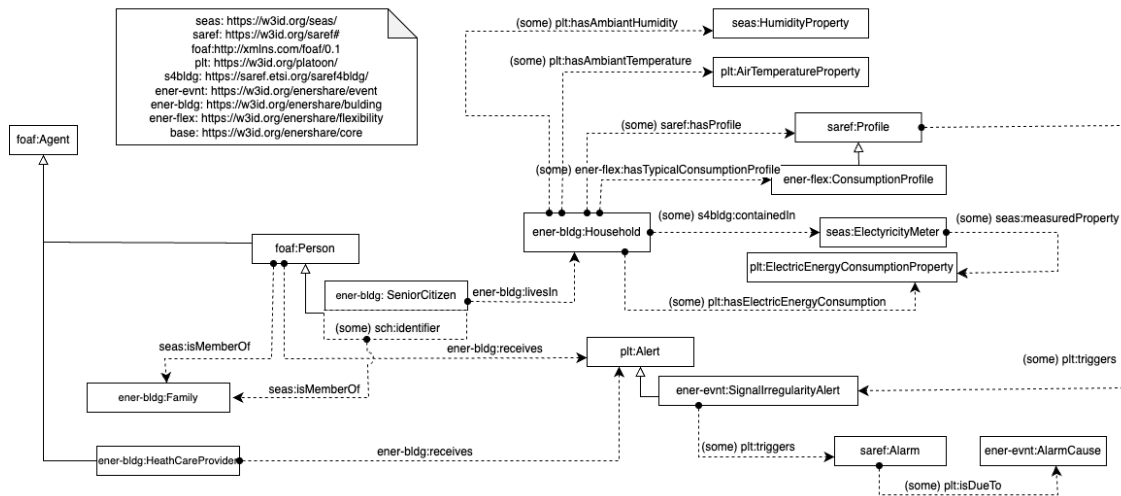 seas: https://w3id.org/seas/
saref: https://w3id.org/saref#
foaf:http://xmlns.com/foaf/0.1
plt: https://w3id.org/platoon/
s4bldg: https://saref.etsi.org/saref4bldg/
ener-evnt: https://w3id.org/enershare/event
ener-bldg: https://w3id.org/enershare/bulding
ener-flex: https://w3id.org/enershare/flexibility
base: https://w3id.org/enershare/core
(some) plt:hasAmbiantHumidity
seas:HumidityProperty
(some) plt:hasAmbiantTemperature
plt:AirTemperatureProperty
foaf:Agent
(some) saref:hasProfile
saref:Profile
(some) ener-flex:hasTypicalConsumptionProfile
ener-flex:ConsumptionProfile
ener-bldg:Household
(some) s4bldg:containedIn
seas:ElectyricityMeter
(some) seas:measuredProperty
foaf:Person
plt:ElectricEnergyConsumptionProperty
ener-bldg: SeniorCitizen
ener-bldg:livesIn
(some) plt:hasElectricEnergyConsumption
(some) sch:identifier
seas:isMemberOf
ener-bldg:receives
plt:Alert
(some) plt:triggers
seas:isMemberOf
ener-bldg:Family
ener-evnt:SignalIrregularityAlert
(some) plt:triggers
saref:Alarm
ener-evnt:AlarmCause
ener-bldg:HeathCareProvider
ener-bldg:receives
(some) plt:isDueTo